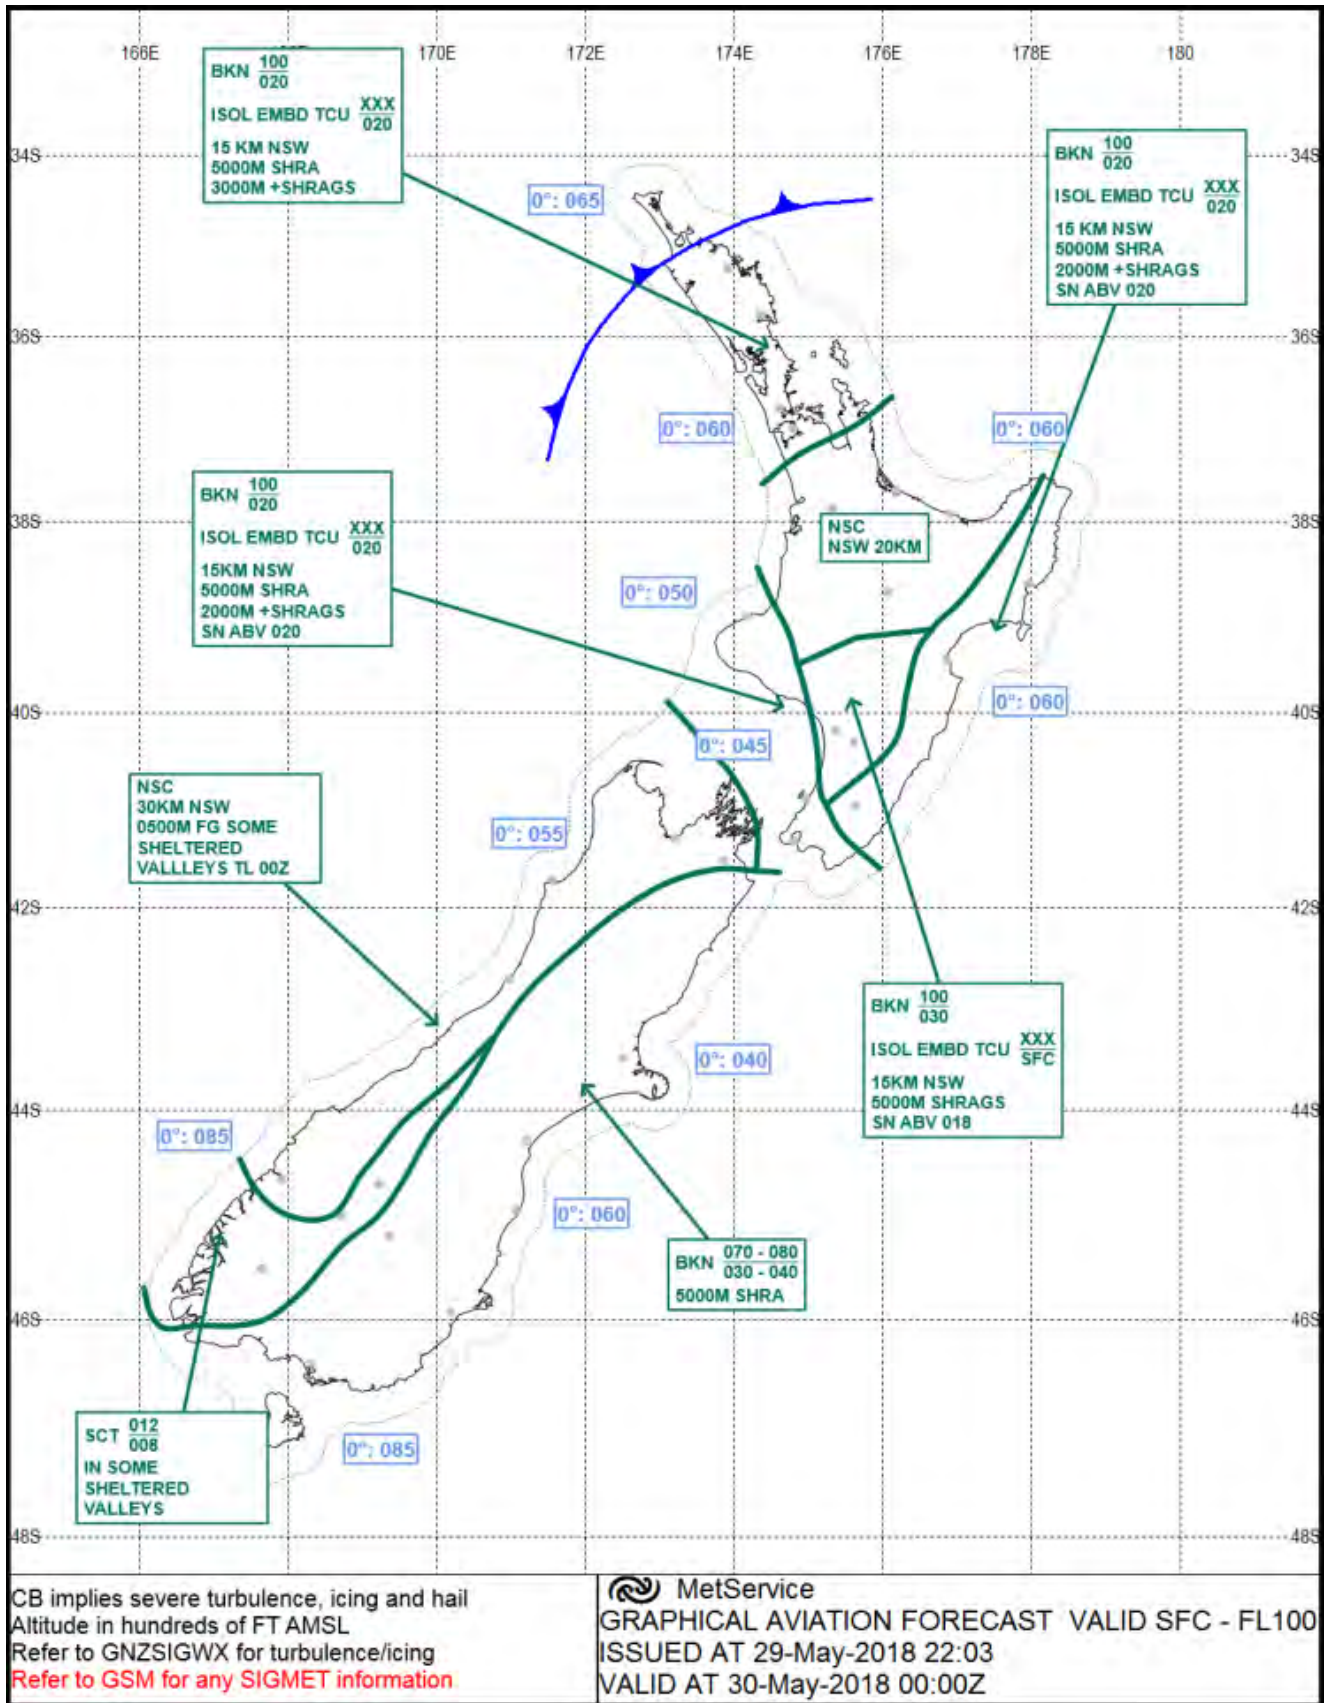 166E
170E
172E
174E
176E
178E
180
BKN 100
020
ISOL EMBD TCU XXX
020
15 KM NSW
5000M SHRA
3000M +SHRAGS
BKN 100
020
ISOL EMBD TCU XXX
020
15 KM NSW
5000M SHRA
2000M +SHRAGS
SN ABV 020
34S
34S
0°: 065
36S
36S
0°: 060
0°: 060
BKN 100
020
ISOL EMBD TCU XXX
020
15KM NSW
5000M SHRA
2000M +SHRAGS
SN ABV 020
38S
38S
NSC
NSW 20KM
0°: 050
0°: 060
40S
40S
0°: 045
NSC
30KM NSW
0500M FG SOME
SHELTERED
VALLLEYS TL 00Z
0°: 055
42S
42S
BKN 100
030
ISOL EMBD TCU XXX
SFC
15KM NSW
5000M SHRAGS
SN ABV 018
0°: 040
44S
44S
0°: 085
0°: 060
BKN 070 - 080
030 - 040
5000M SHRA
46S
46S
SCT 012
008
IN SOME
SHELTERED
VALLEYS
0°: 085
48S
48S
CB implies severe turbulence, icing and hail
Altitude in hundreds of FT AMSL
Refer to GNZSIGWX for turbulence/icing
Refer to GSM for any SIGMET information
MetService
GRAPHICAL AVIATION FORECAST VALID SFC - FL100
ISSUED AT 29-May-2018 22:03
VALID AT 30-May-2018 00:00Z